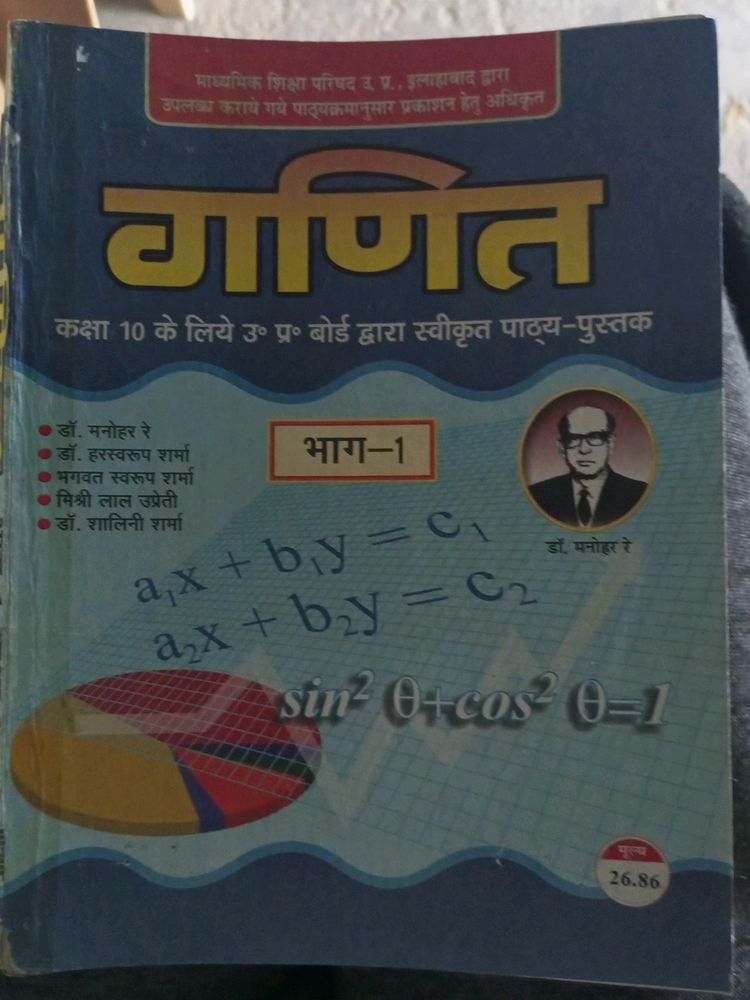 माध्यमिक शिक्षा परिषद उ. प्र., इलाहाबाद द्वारा
उपलब्ध कराये गये पाठ्यक्रमानुसार प्रकाशन हेतु अधिकृत
गणित
कक्षा 10 के लिये उ॰ प्र॰ बोर्ड द्वारा स्वीकृत पाठ्य-पुस्तक
डॉ. मनोहर रे
डॉ. हरस्वरूप शर्मा
भगवत स्वरूप शर्मा
मिश्री लाल उप्रेती
डॉ. शालिनी शर्मा
भाग-1
डॉ. मनोहर रे
a₁x + b₁y = c₁
a₂x + b₂y = c₂
sin² θ+cos² θ=1
मूल्य
26.86